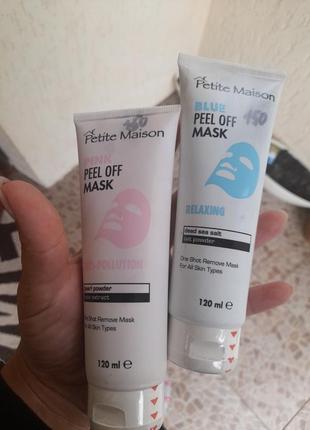 Petite Maison
150
PINK
PEEL OFF
MASK
pearl powder
extract
One Shot Remove Mask
For All Skin Types
120 ml e
Petite Maison
BLUE
PEEL OFF
MASK
150
RELAXING
dead sea salt
powder
One Shot Remove Mask
For All Skin Types
120 ml e